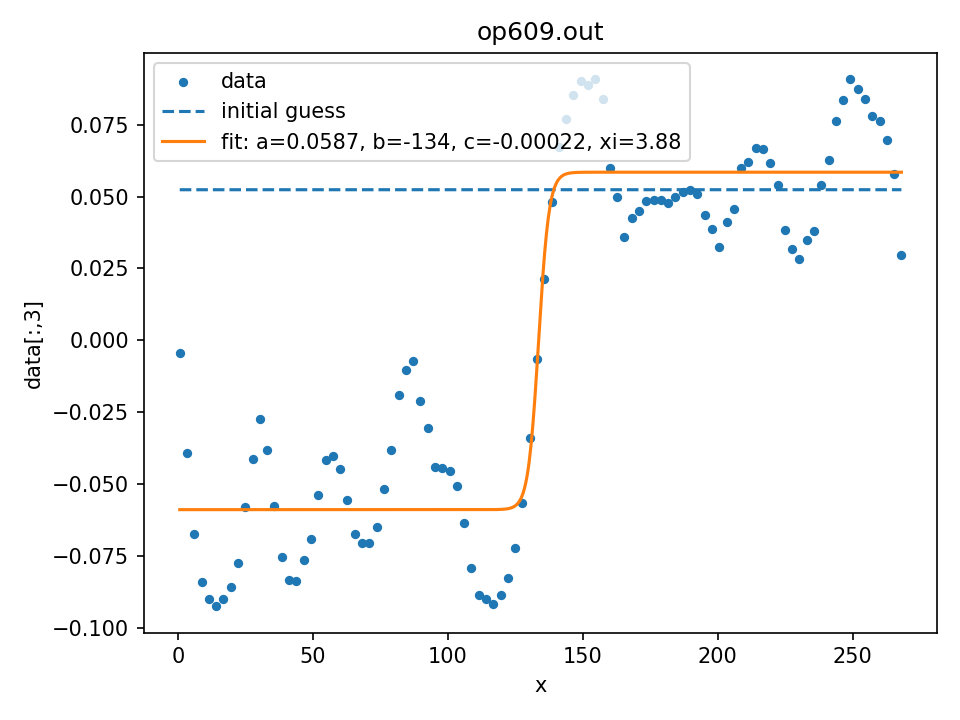 op609.out
data
initial guess
fit: a=0.0587, b=-134, c=-0.00022, xi=3.88
0.075
0.050
0.025
0.000
−0.025
−0.050
−0.075
−0.100
data[:,3]
0 50 100 150 200 250
x